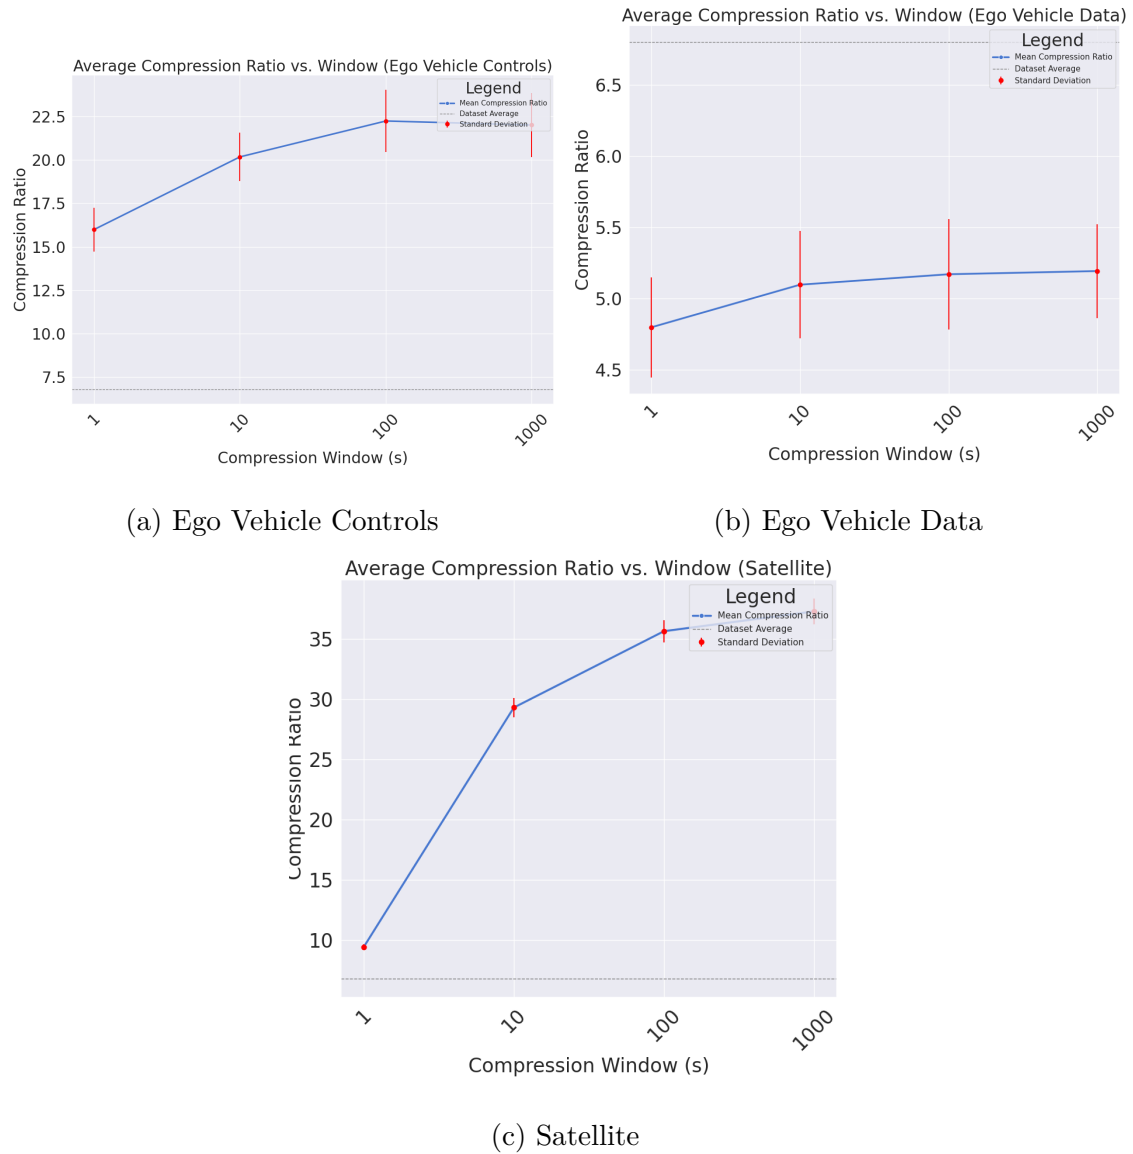 Average Compression Ratio vs. Window (Ego Vehicle Controls)
Legend
Mean Compression Ratio
Dataset Average
Standard Deviation
Compression Ratio
22.5
20.0
17.5
15.0
12.5
10.0
7.5
1
10
100
1000
Compression Window (s)
(a) Ego Vehicle Controls
Average Compression Ratio vs. Window (Ego Vehicle Data)
Legend
Mean Compression Ratio
Dataset Average
Standard Deviation
Compression Ratio
6.5
6.0
5.5
5.0
4.5
1
10
100
1000
Compression Window (s)
(b) Ego Vehicle Data
Average Compression Ratio vs. Window (Satellite)
Legend
Mean Compression Ratio
Dataset Average
Standard Deviation
Compression Ratio
35
30
25
20
15
10
1
10
100
1000
Compression Window (s)
(c) Satellite